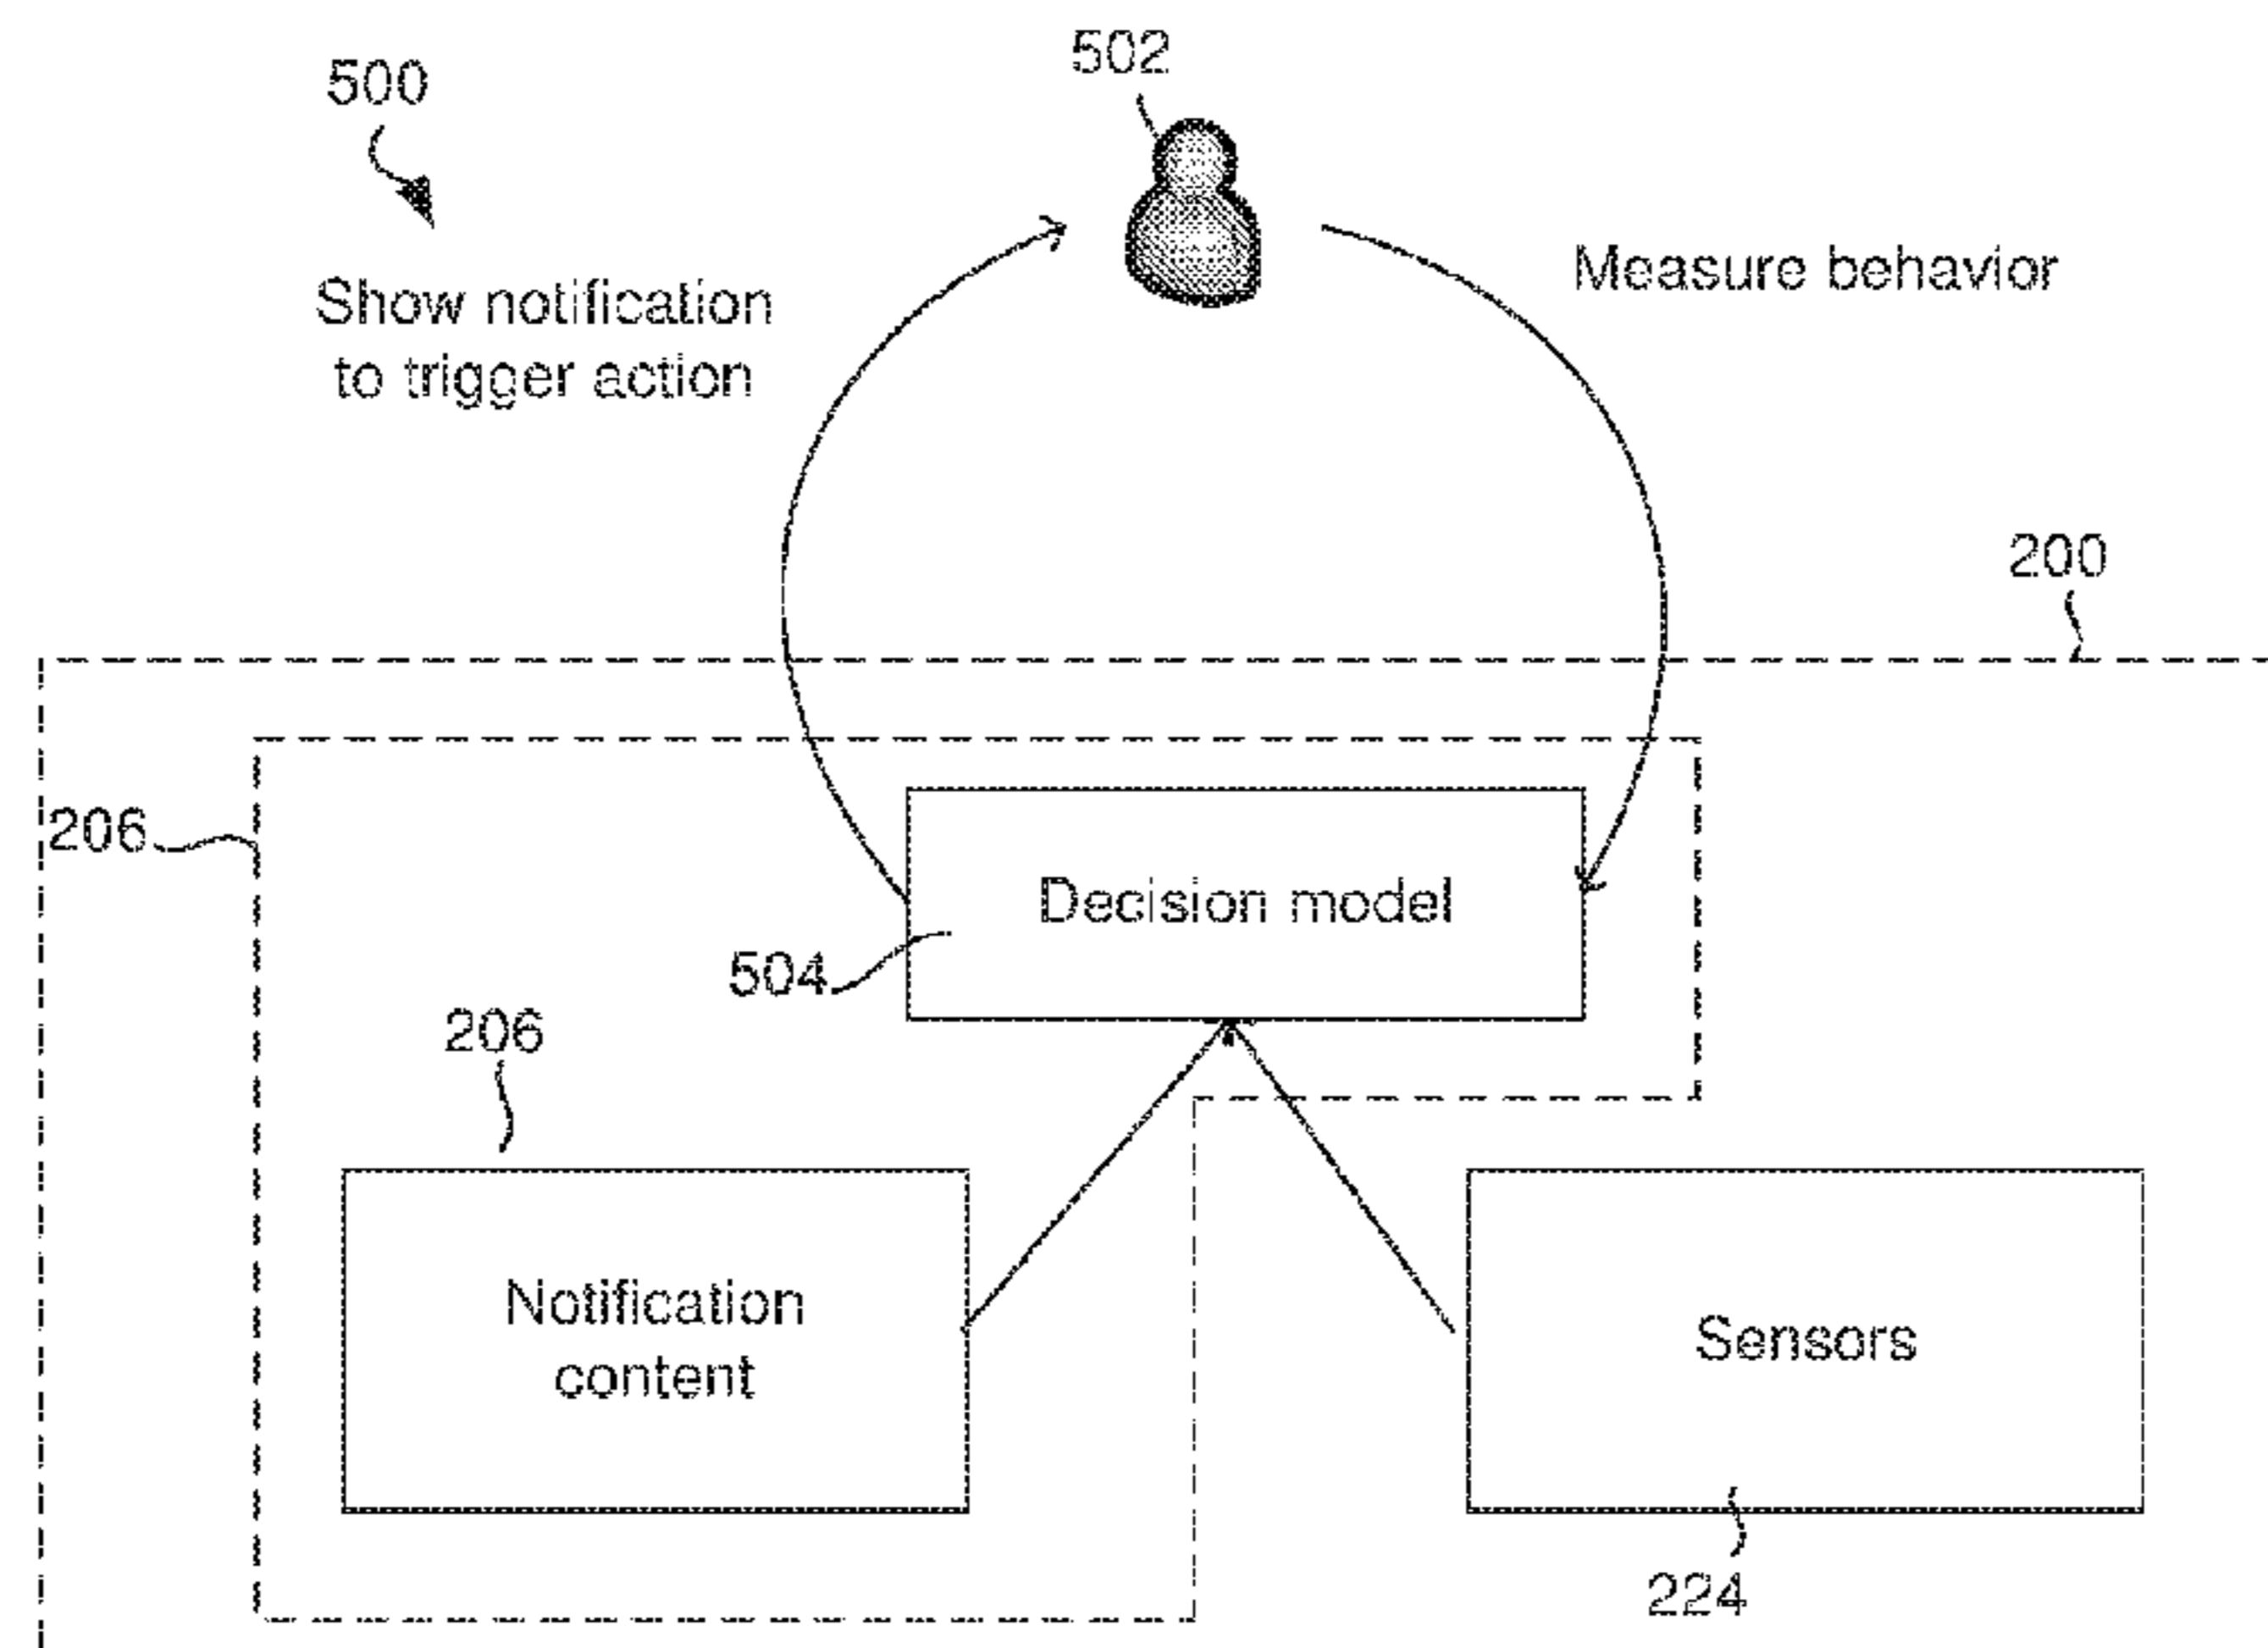 502
500
Show notification
to trigger action
Measure behavior
200
206
Decision model
504
206
Notification
content
Sensors
224